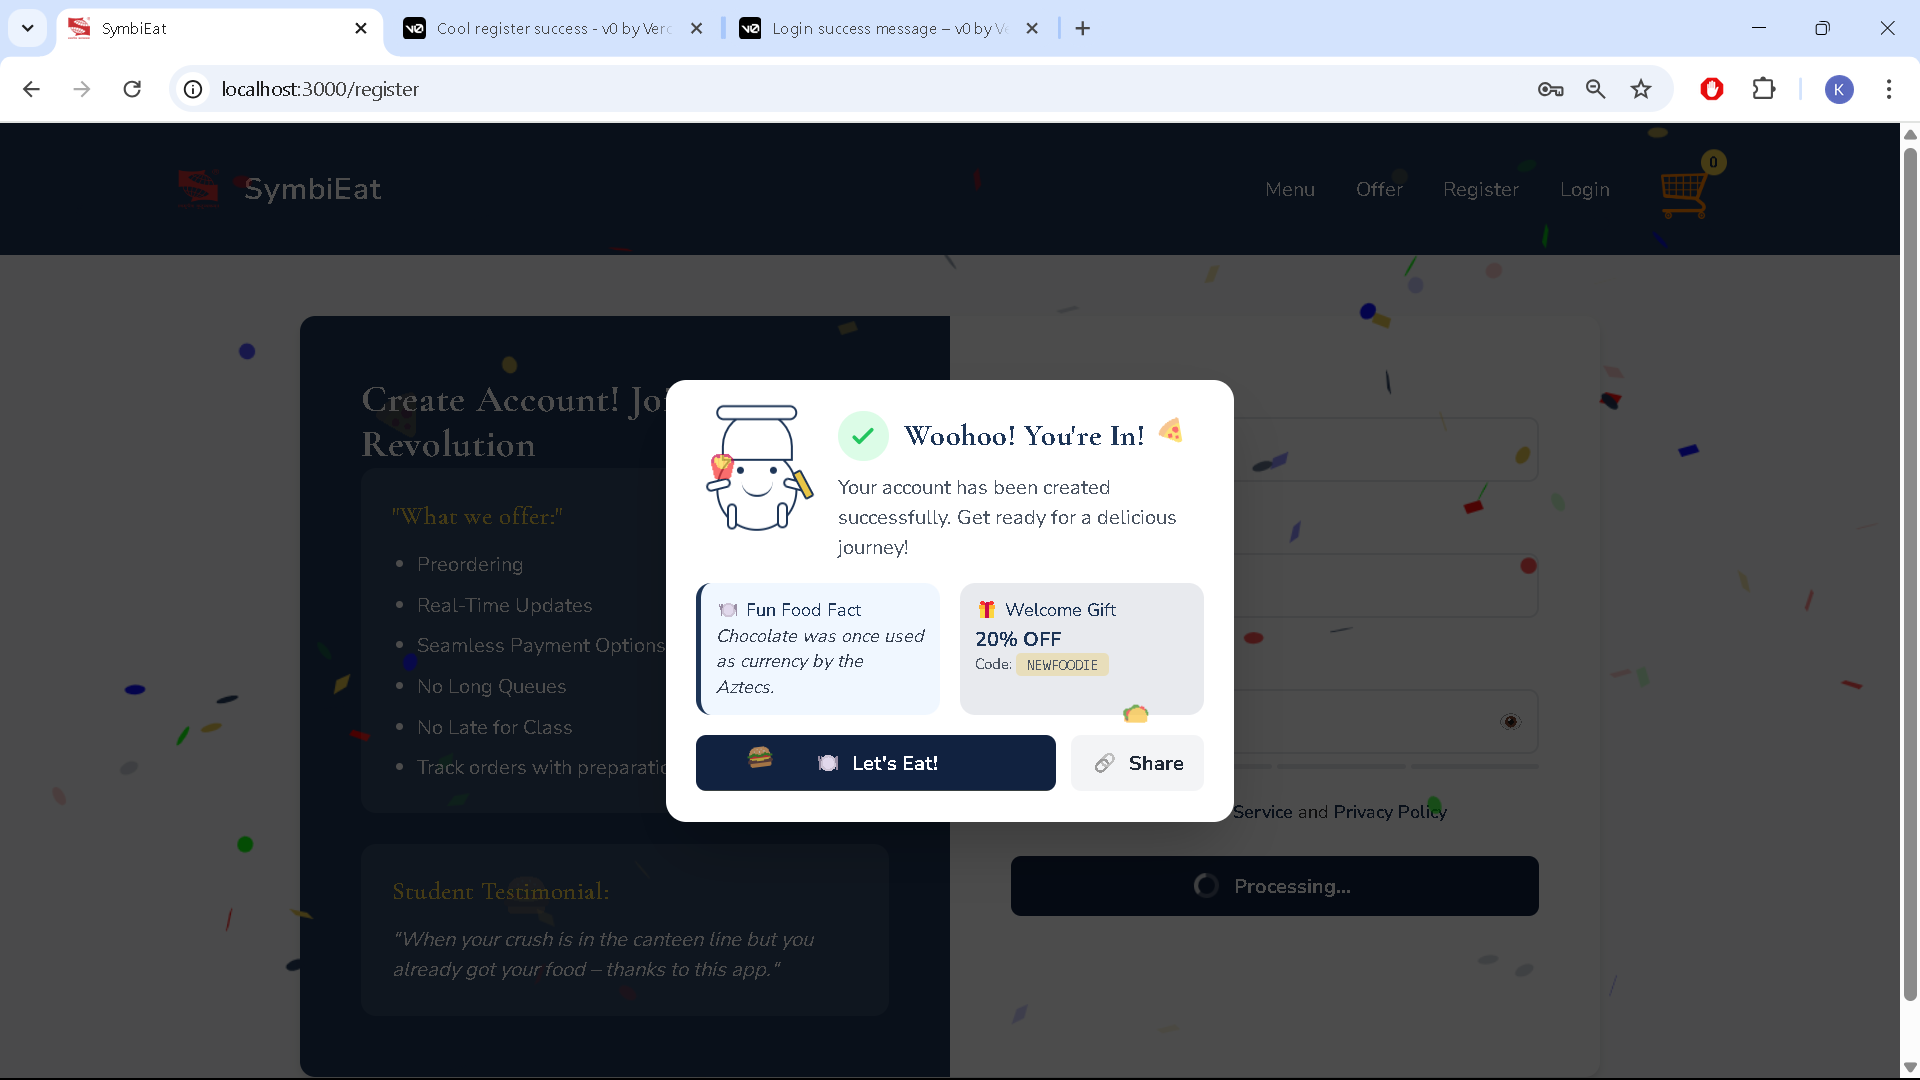 SymbiEat
Cool register success - v0 by Verc
Login success message – v0 by V
localhost:3000/register
K
SymbiEat
Menu
Offer
Register
Login
0
Create Account! Jo
Revolution
"What we offer:"
Preordering
Real-Time Updates
Seamless Payment Options
No Long Queues
No Late for Class
Track orders with preparatio
Student Testimonial:
"When your crush is in the canteen line but you
already got your food – thanks to this app."
Woohoo! You're In!
Your account has been created
successfully. Get ready for a delicious
journey!
Fun Food Fact
Chocolate was once used
as currency by the
Aztecs.
Welcome Gift
20% OFF
Code: NEWFOODIE
Let's Eat!
Share
Service and Privacy Policy
Processing...